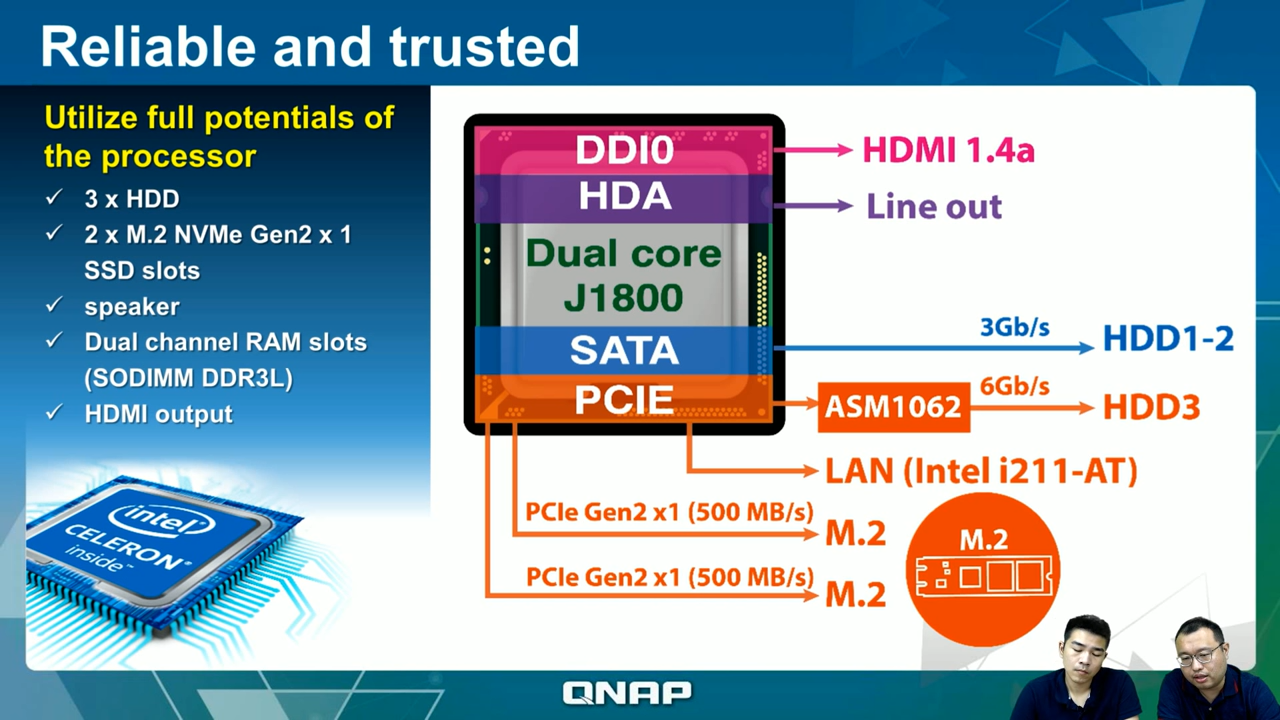 Reliable and trusted
Utilize full potentials of
the processor
✓ 3 x HDD
✓ 2 x M.2 NVMe Gen2 x 1
SSD slots
✓ speaker
✓ Dual channel RAM slots
(SODIMM DDR3L)
✓ HDMI output
intel
CELERON®
inside™
DDI0
HDA
Dual core
J1800
SATA
PCIE
HDMI 1.4a
Line out
3Gb/s
HDD1-2
ASM1062
6Gb/s
HDD3
LAN (Intel i211-AT)
PCIe Gen2 x1 (500 MB/s)
M.2
PCIe Gen2 x1 (500 MB/s)
M.2
M.2
QNAP